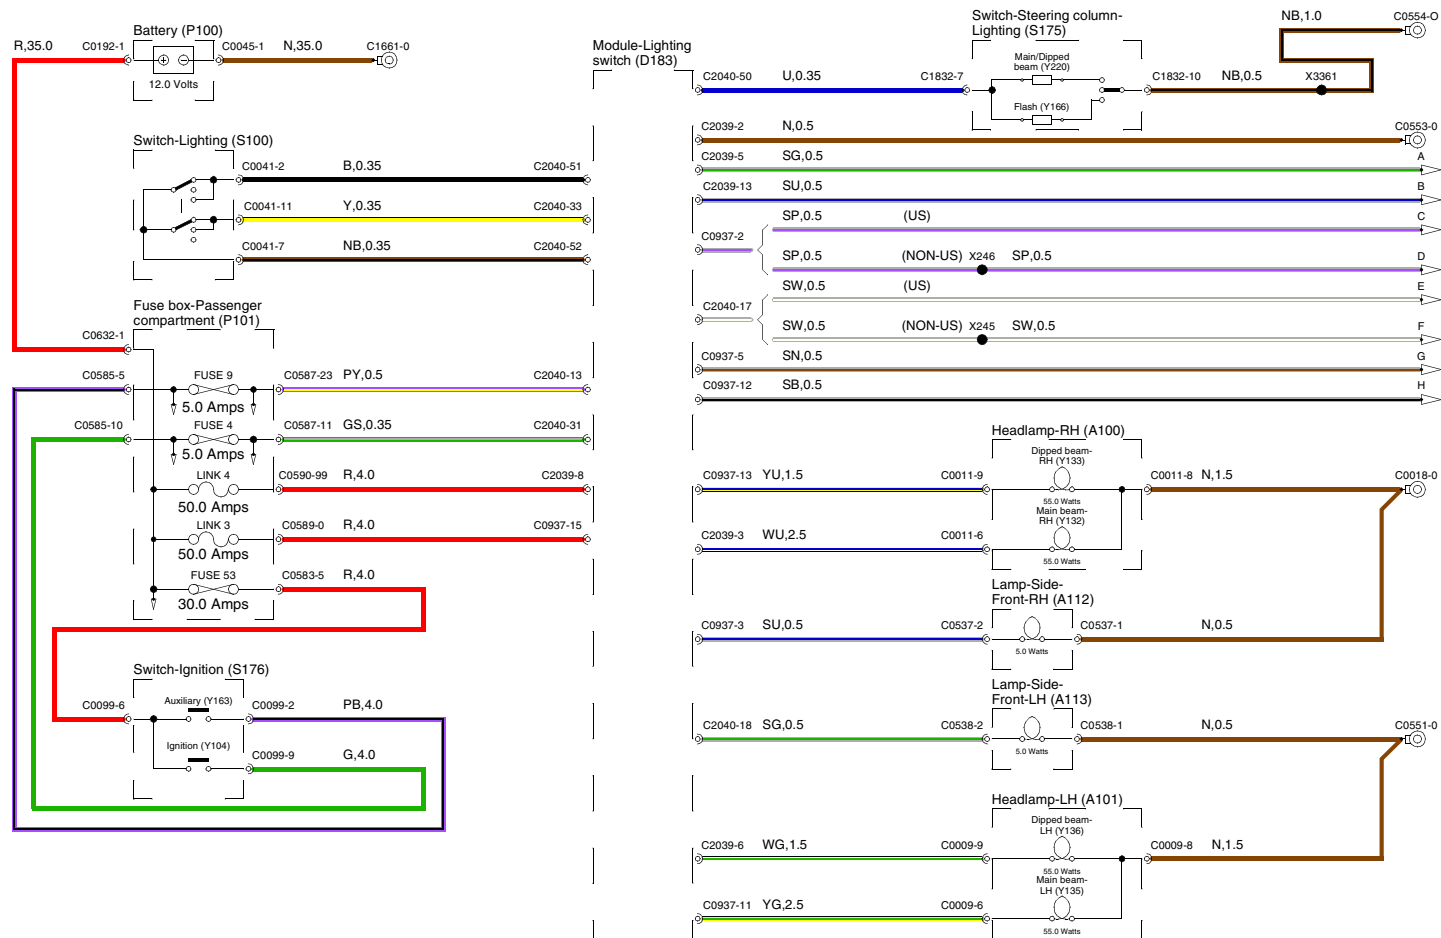 Battery (P100)
R,35.0
C0192-1
C0045-1
N,35.0
C1661-0
12.0 Volts
Switch-Lighting (S100)
C0041-2
B,0.35
C2040-51
C0041-11
Y,0.35
C2040-33
C0041-7
NB,0.35
C2040-52
Fuse box-Passenger
compartment (P101)
C0632-1
C0585-5
FUSE 9
5.0 Amps
C0587-23
PY,0.5
C2040-13
C0585-10
FUSE 4
5.0 Amps
C0587-11
GS,0.35
C2040-31
LINK 4
50.0 Amps
C0590-99
R,4.0
C2039-8
LINK 3
50.0 Amps
C0589-0
R,4.0
C0937-15
FUSE 53
30.0 Amps
C0583-5
R,4.0
Switch-Ignition (S176)
C0099-6
Auxiliary (Y163)
C0099-2
PB,4.0
Ignition (Y104)
C0099-9
G,4.0
Module-Lighting
switch (D183)
Switch-Steering column-
Lighting (S175)
Main/Dipped
beam (Y220)
Flash (Y166)
C2040-50
U,0.35
C1832-7
C1832-10
NB,0.5
X3361
NB,1.0
C0554-O
C2039-2
N,0.5
C0553-0
C2039-5
SG,0.5
A
C2039-13
SU,0.5
B
C0937-2
SP,0.5
(US)
C
SP,0.5
(NON-US)
X246
SP,0.5
D
C2040-17
SW,0.5
(US)
E
SW,0.5
(NON-US)
X245
SW,0.5
F
C0937-5
SN,0.5
G
C0937-12
SB,0.5
H
Headlamp-RH (A100)
Dipped beam-
RH (Y133)
55.0 Watts
Main beam-
RH (Y132)
55.0 Watts
C0937-13
YU,1.5
C0011-9
C0011-8
N,1.5
C0018-0
C2039-3
WU,2.5
C0011-6
Lamp-Side-
Front-RH (A112)
C0937-3
SU,0.5
C0537-2
5.0 Watts
C0537-1
N,0.5
Lamp-Side-
Front-LH (A113)
C2040-18
SG,0.5
C0538-2
5.0 Watts
C0538-1
N,0.5
C0551-0
Headlamp-LH (A101)
Dipped beam-
LH (Y136)
55.0 Watts
Main beam-
LH (Y135)
55.0 Watts
C2039-6
WG,1.5
C0009-9
C0009-8
N,1.5
C0937-11
YG,2.5
C0009-6